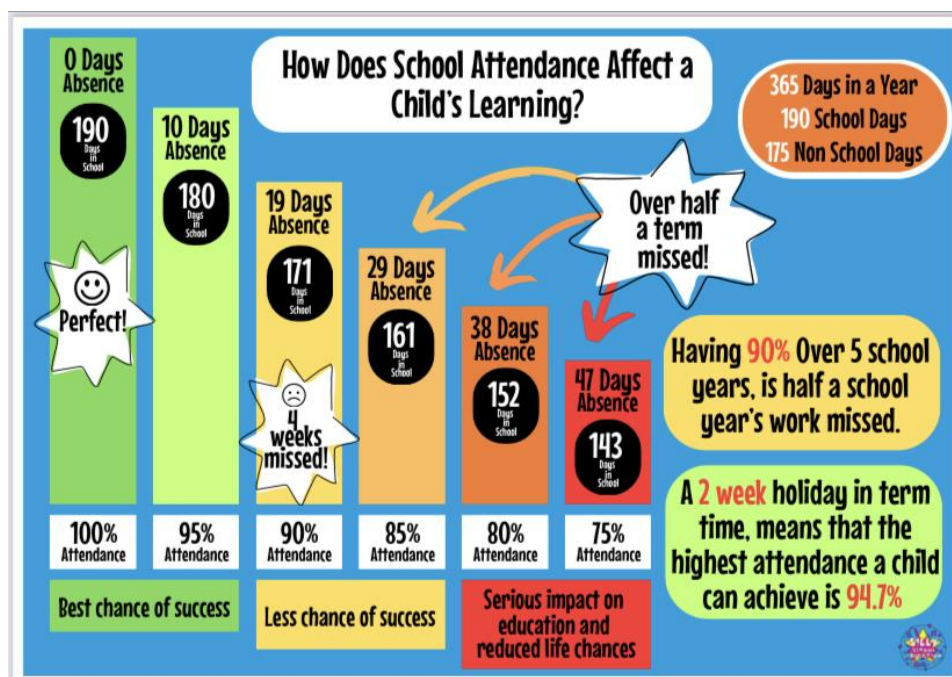 How Does School Attendance Affect a
Child's Learning?
365 Days in a Year
190 School Days
175 Non School Days
0 Days
Absence
190
Days
in
School
Perfect!
100%
Attendance
10 Days
Absence
180
Days
in
School
95%
Attendance
19 Days
Absence
171
Days
in
School
4
weeks
missed!
90%
Attendance
29 Days
Absence
161
Days
in
School
85%
Attendance
38 Days
Absence
152
Days
in
School
80%
Attendance
47 Days
Absence
143
Days
in
School
75%
Attendance
Over half
a term
missed!
Having 90% Over 5 school
years, is half a school
year's work missed.
A 2 week holiday in term
time, means that the
highest attendance a child
can achieve is 94.7%
Best chance of success
Less chance of success
Serious impact on
education and
reduced life chances